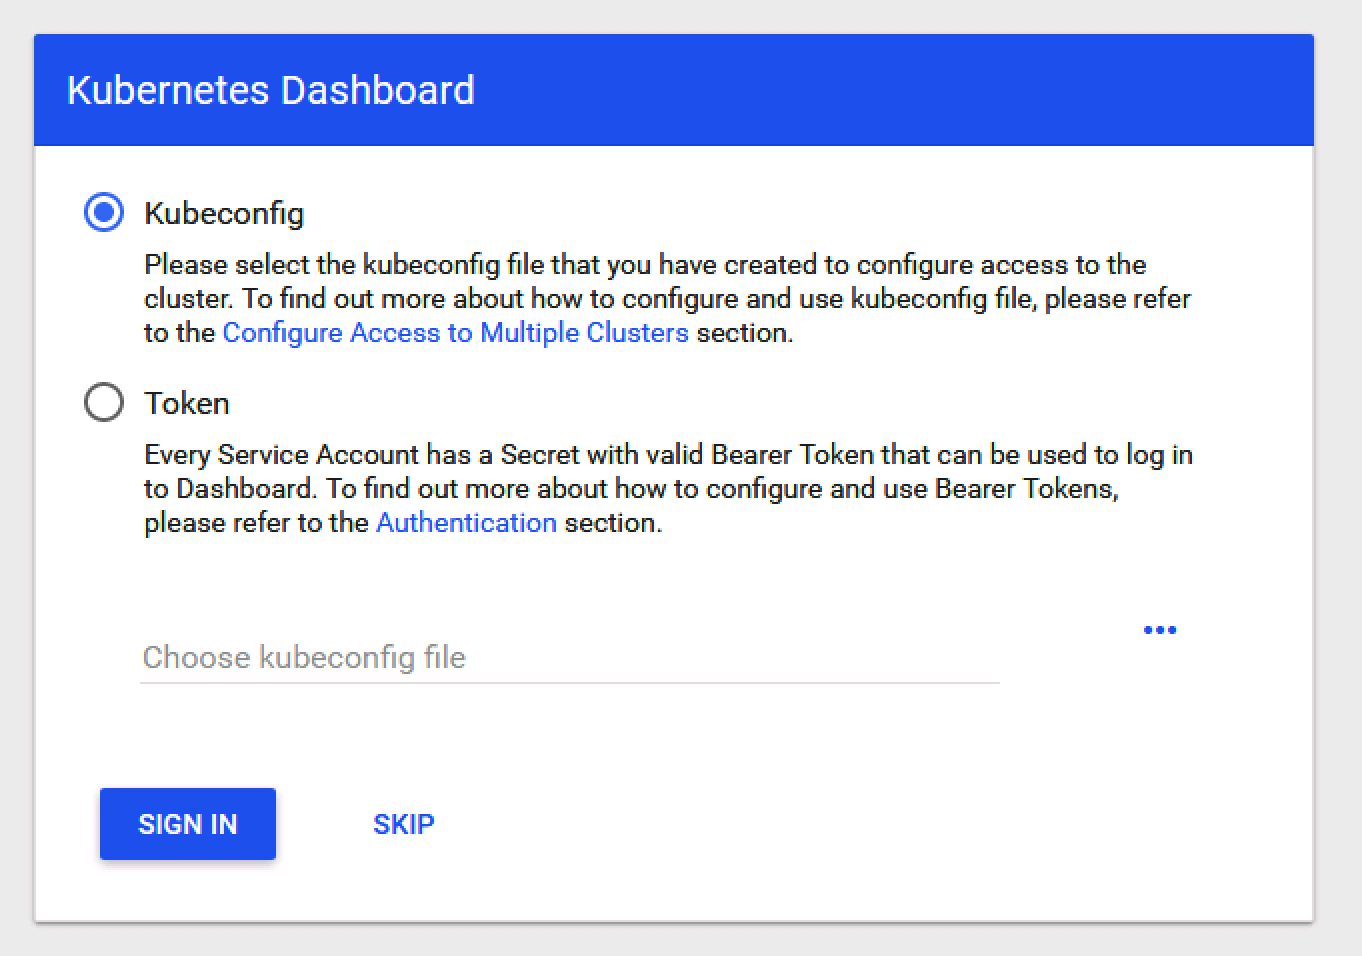 Kubernetes Dashboard
Kubeconfig
Please select the kubeconfig file that you have created to configure access to the
cluster. To find out more about how to configure and use kubeconfig file, please refer
to the Configure Access to Multiple Clusters section.
Token
Every Service Account has a Secret with valid Bearer Token that can be used to log in
to Dashboard. To find out more about how to configure and use Bearer Tokens,
please refer to the Authentication section.
Choose kubeconfig file
SIGN IN SKIP